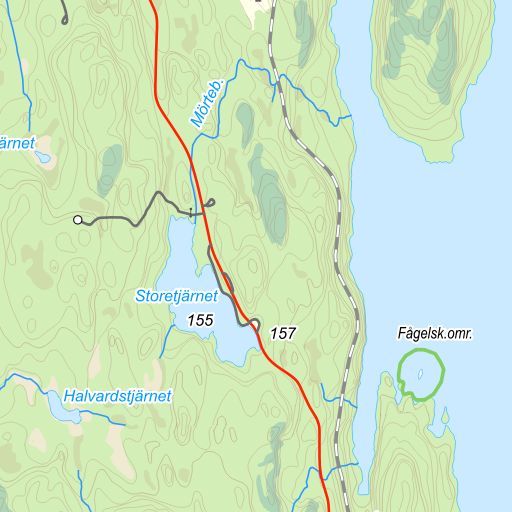 Mörteb.
järnet
Storetjärnet
155
157
Fågelsk.omr.
Halvardstjärnet